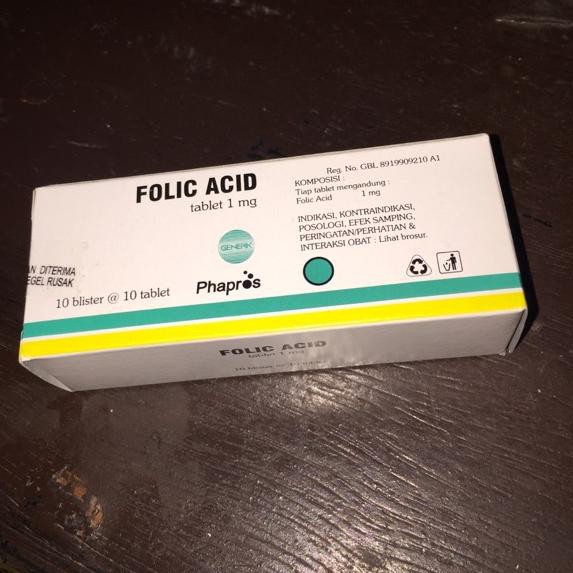 FOLIC ACID
tablet 1 mg
GENERIK
Phapros
10 blister @ 10 tablet
AN DITERIMA
EGEL RUSAK
Reg. No. GBL 8919909210 A1
KOMPOSISI :
Tiap tablet mengandung :
Folic Acid 1 mg
INDIKASI, KONTRAINDIKASI,
POSOLOGI, EFEK SAMPING,
PERINGATAN/PERHATIAN &
INTERAKSI OBAT : Lihat brosur.
FOLIC ACID
tablet 1 mg
10 blister @ 10 tablet